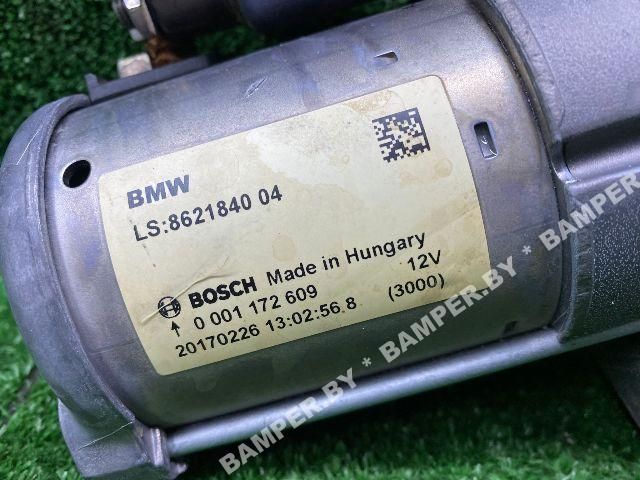 BMW
LS:8621840 04
BOSCH Made in Hungary
0 001 172 609 12V
20170226 13:02:56.8 (3000)
BAMPER.BY * BAMPER.BY * BAMPER.BY